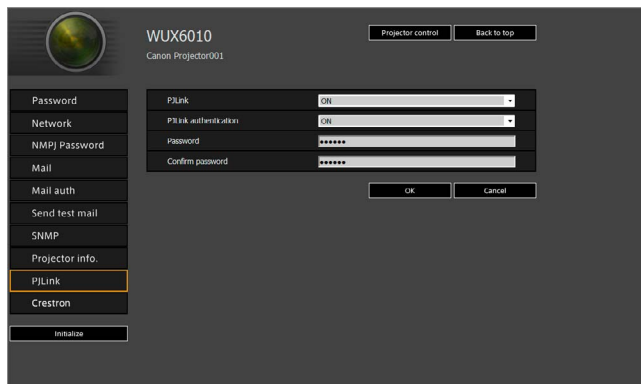 WUX6010
Projector control
Back to top
Canon Projector001
Password
Network
NMPJ Password
Mail
Mail auth
Send test mail
SNMP
Projector info.
PJLink
Crestron
Initialize
PJLink ON
PJLink authentication ON
Password ●●●●●●
Confirm password ●●●●●●
OK
Cancel